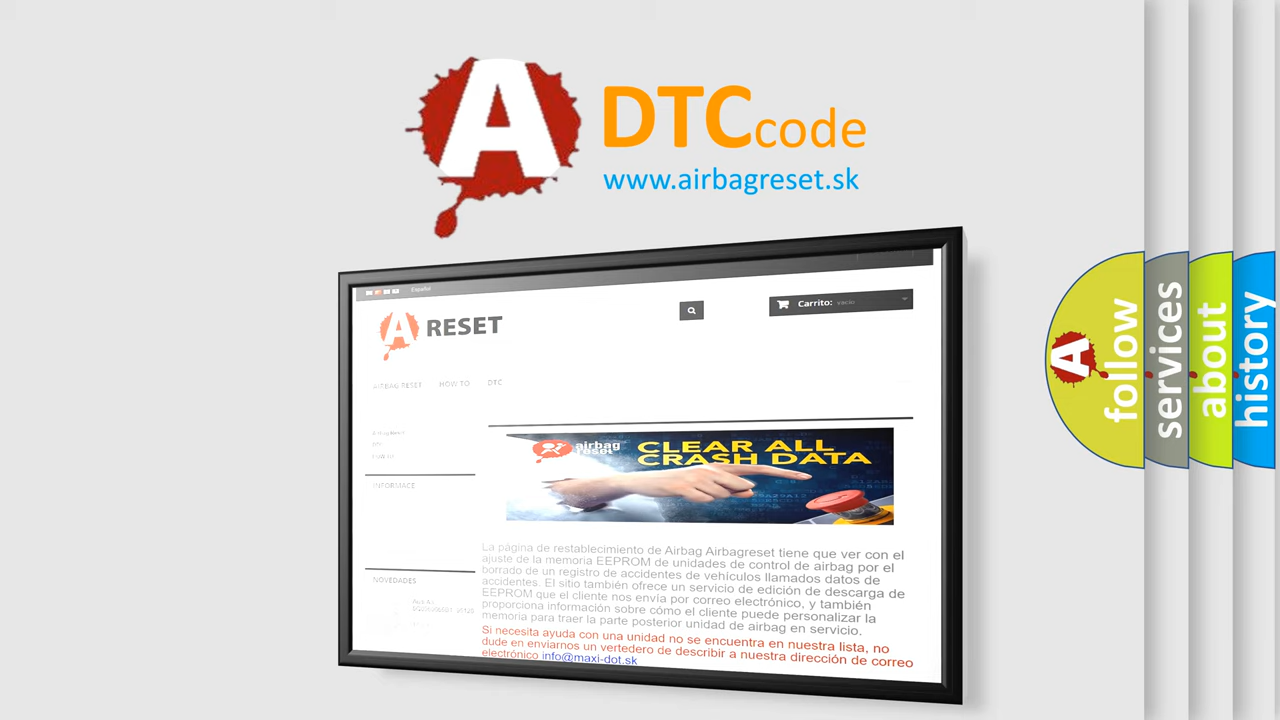 A
DTCcode
www.airbagreset.sk
Español
A RESET
Carrito: vacío
AIRBAG RESET HOW TO DTC
INFORMACE
NOVEDADES
airbag
reset
CLEAR ALL
CRASH DATA
La página de restablecimiento de Airbag Airbagreset tiene que ver con el
ajuste de la memoria EEPROM de unidades de control de airbag por el
borrado de un registro de accidentes de vehículos llamados datos de
accidentes. El sitio también ofrece un servicio de edición de descarga de
EEPROM que el cliente nos envía por correo electrónico, y también
proporciona información sobre cómo el cliente puede personalizar la
memoria para traer la parte posterior unidad de airbag en servicio.
Si necesita ayuda con una unidad no se encuentra en nuestra lista, no
dude en enviarnos un vertedero de describir a nuestra dirección de correo
electrónico info@maxi-dot.sk
A
follow
services
about
history